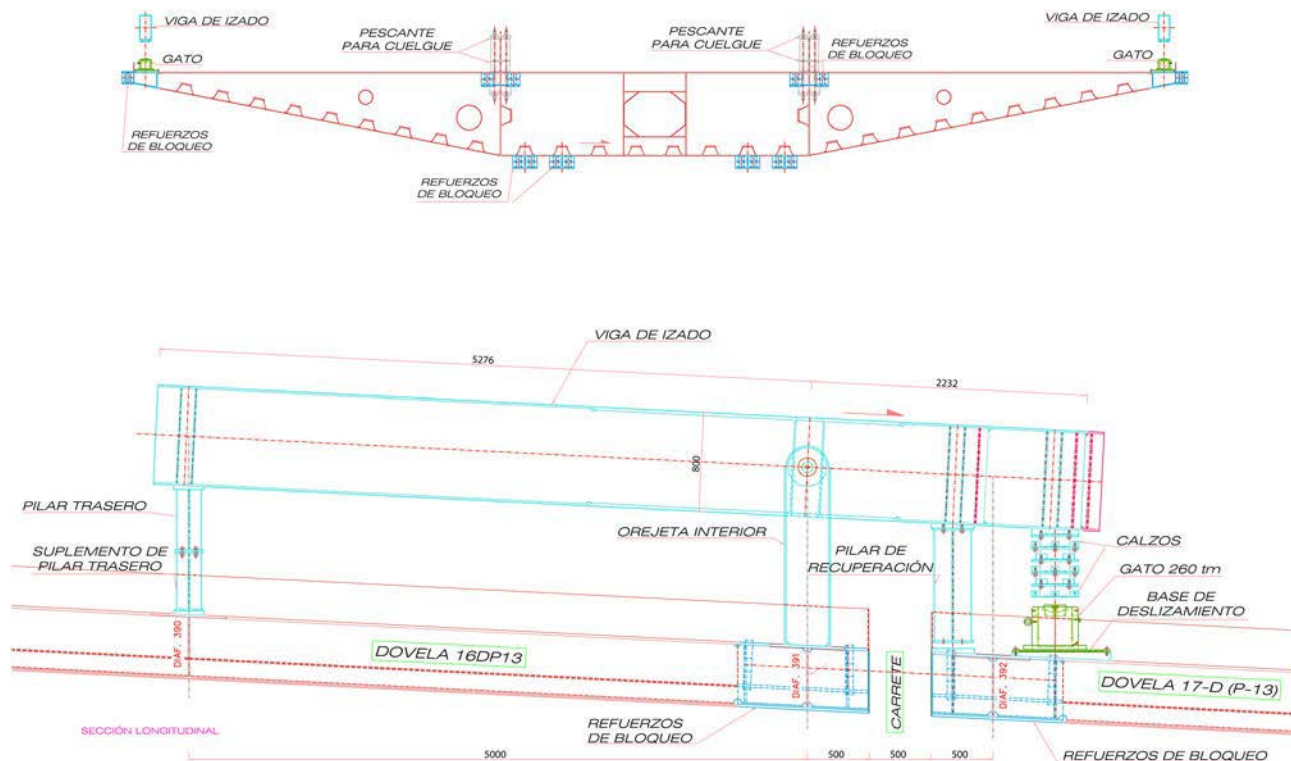 VIGA DE IZADO
VIGA DE IZADO
PESCANTE
PARA CUELGUE
PESCANTE
PARA CUELGUE
REFUERZOS
DE BLOQUEO
GATO
GATO
REFUERZOS
DE BLOQUEO
REFUERZOS
DE BLOQUEO
VIGA DE IZADO
5276
2232
800
PILAR TRASERO
SUPLEMENTO DE
PILAR TRASERO
OREJETA INTERIOR
PILAR DE
RECUPERACIÓN
CALZOS
GATO 260 tm
BASE DE
DESLIZAMIENTO
DIAF. 390
DOVELA 16DP13
DIAF. 391
CARRETE
DIAF. 392
DOVELA 17-D (P-13)
SECCIÓN LONGITUDINAL
REFUERZOS
DE BLOQUEO
REFUERZOS DE BLOQUEO
5000
500
500
500